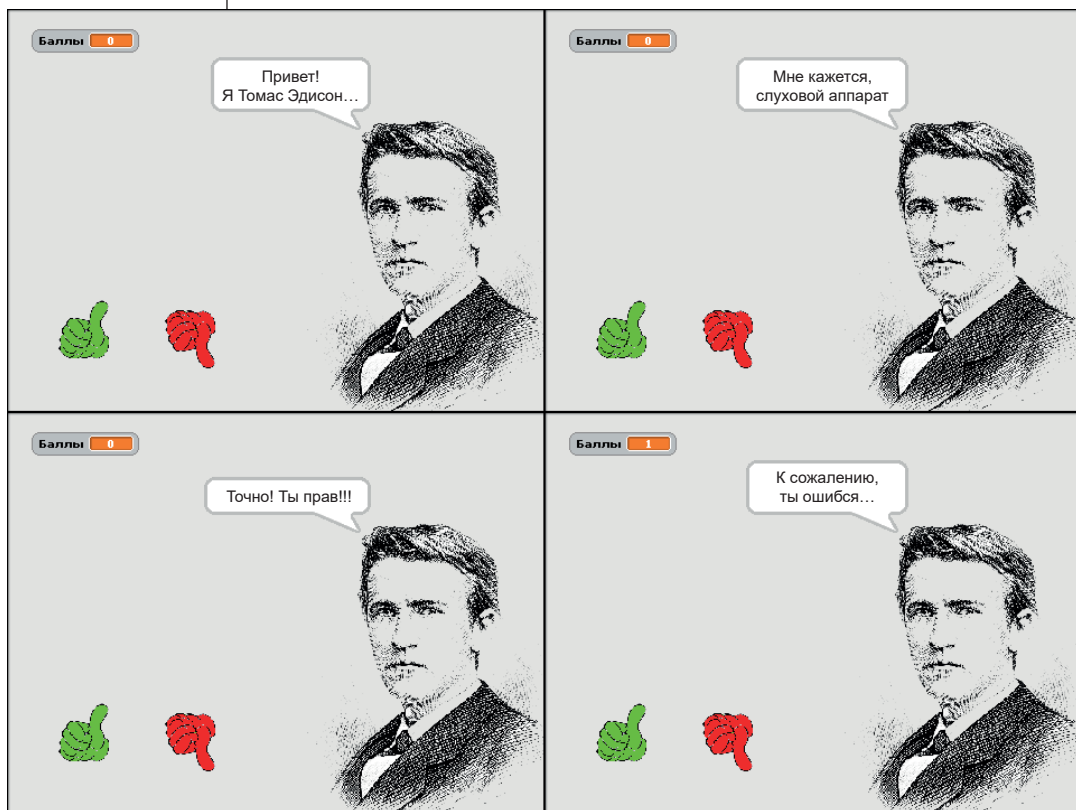 Баллы 0
Привет!
Я Томас Эдисон…
Баллы 0
Мне кажется,
слуховой аппарат
Баллы 0
Точно! Ты прав!!!
Баллы 1
К сожалению,
ты ошибся…